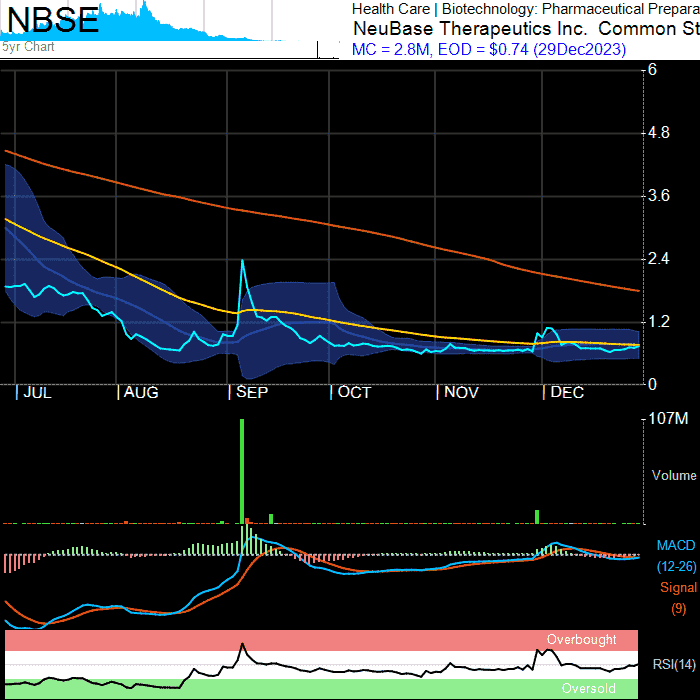 NBSE
5yr Chart
Health Care | Biotechnology: Pharmaceutical Prepara
NeuBase Therapeutics Inc. Common St
MC = 2.8M, EOD = $0.74 (29Dec2023)
6
4.8
3.6
2.4
1.2
0
JUL AUG SEP OCT NOV DEC
107M
Volume
MACD
(12-26)
Signal
(9)
Overbought
RSI(14)
Oversold